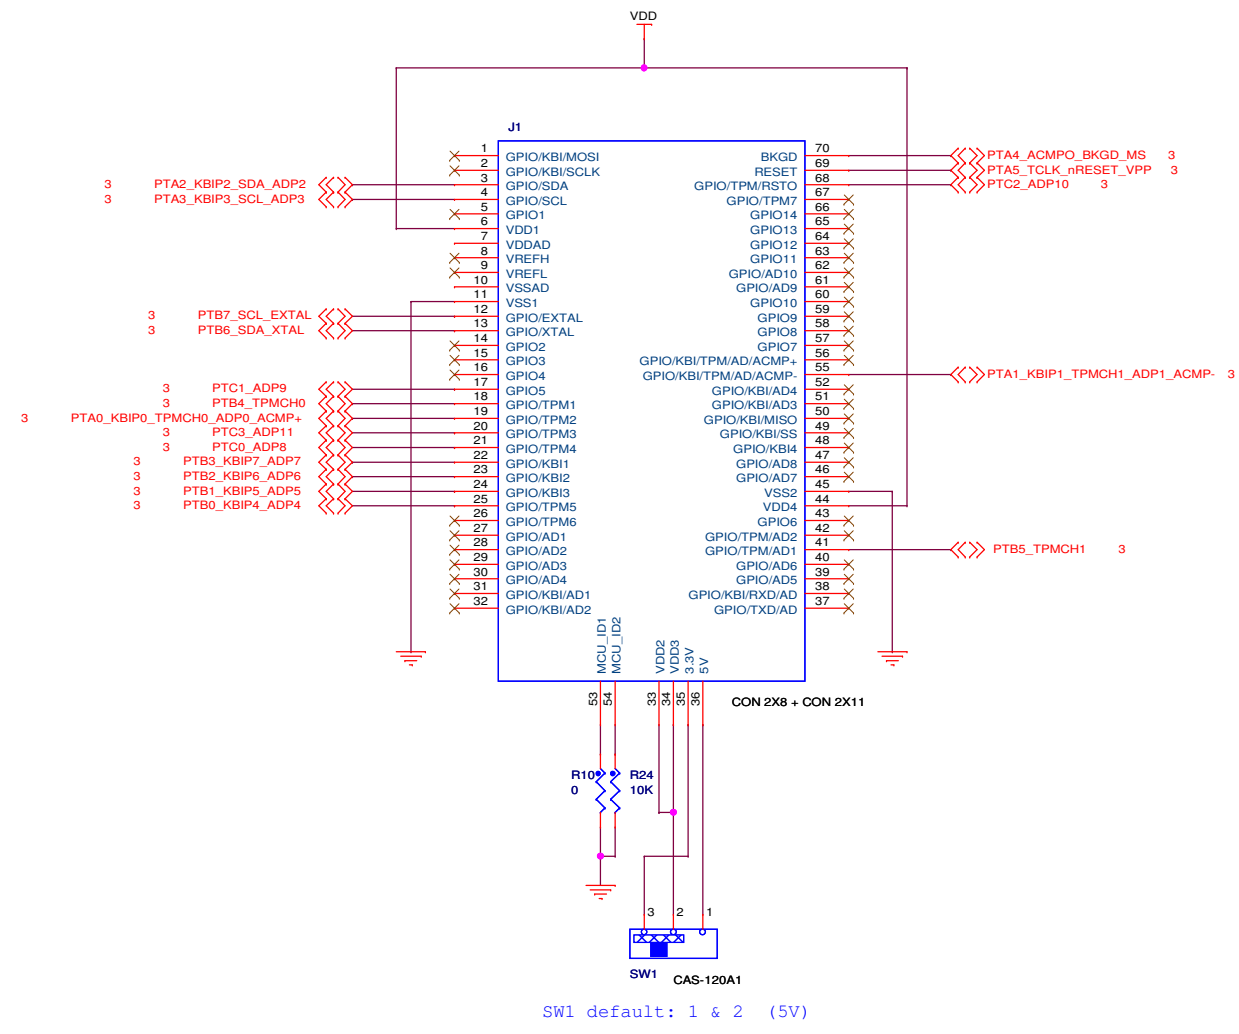 VDD
J1
1 GPIO/KBI/MOSI BKGD 70 PTA4_ACMPO_BKGD_MS 3
2 GPIO/KBI/SCLK RESET 69 PTA5_TCLK_nRESET_VPP 3
3 PTA2_KBIP2_SDA_ADP2 3 GPIO/SDA GPIO/TPM/RSTO 68 PTC2_ADP10 3
3 PTA3_KBIP3_SCL_ADP3 4 GPIO/SCL GPIO/TPM7 67
5 GPIO1 GPIO14 66
6 VDD1 GPIO13 65
7 VDDAD GPIO12 64
8 VREFH GPIO11 63
9 VREFL GPIO/AD10 62
10 VSSAD GPIO/AD9 61
11 VSS1 GPIO10 60
3 PTB7_SCL_EXTAL 12 GPIO/EXTAL GPIO9 59
3 PTB6_SDA_XTAL 13 GPIO/XTAL GPIO8 58
14 GPIO2 GPIO7 57
15 GPIO3 GPIO/KBI/TPM/AD/ACMP+ 56
16 GPIO4 GPIO/KBI/TPM/AD/ACMP- 55 PTA1_KBIP1_TPMCH1_ADP1_ACMP- 3
3 PTC1_ADP9 17 GPIO5 GPIO/KBI/AD4 52
3 PTB4_TPMCH0 18 GPIO/TPM1 GPIO/KBI/AD3 51
3 PTA0_KBIP0_TPMCH0_ADP0_ACMP+ 19 GPIO/TPM2 GPIO/KBI/MISO 50
3 PTC3_ADP11 20 GPIO/TPM3 GPIO/KBI/SS 49
3 PTC0_ADP8 21 GPIO/TPM4 GPIO/KBI4 48
3 PTB3_KBIP7_ADP7 22 GPIO/KBI1 GPIO/AD8 47
3 PTB2_KBIP6_ADP6 23 GPIO/KBI2 GPIO/AD7 46
3 PTB1_KBIP5_ADP5 24 GPIO/KBI3 VSS2 45
3 PTB0_KBIP4_ADP4 25 GPIO/TPM5 VDD4 44
26 GPIO/TPM6 GPIO6 43
27 GPIO/AD1 GPIO/TPM/AD2 42
28 GPIO/AD2 GPIO/TPM/AD1 41 PTB5_TPMCH1 3
29 GPIO/AD3 GPIO/AD6 40
30 GPIO/AD4 GPIO/AD5 39
31 GPIO/KBI/AD1 GPIO/KBI/RXD/AD 38
32 GPIO/KBI/AD2 GPIO/TXD/AD 37
MCU_ID1 MCU_ID2 VDD2 VDD3 3.3V 5V
53 54 33 34 35 36
CON 2X8 + CON 2X11
R10 R24
0 10K
3 2 1
SW1 CAS-120A1
SW1 default: 1 & 2 (5V)